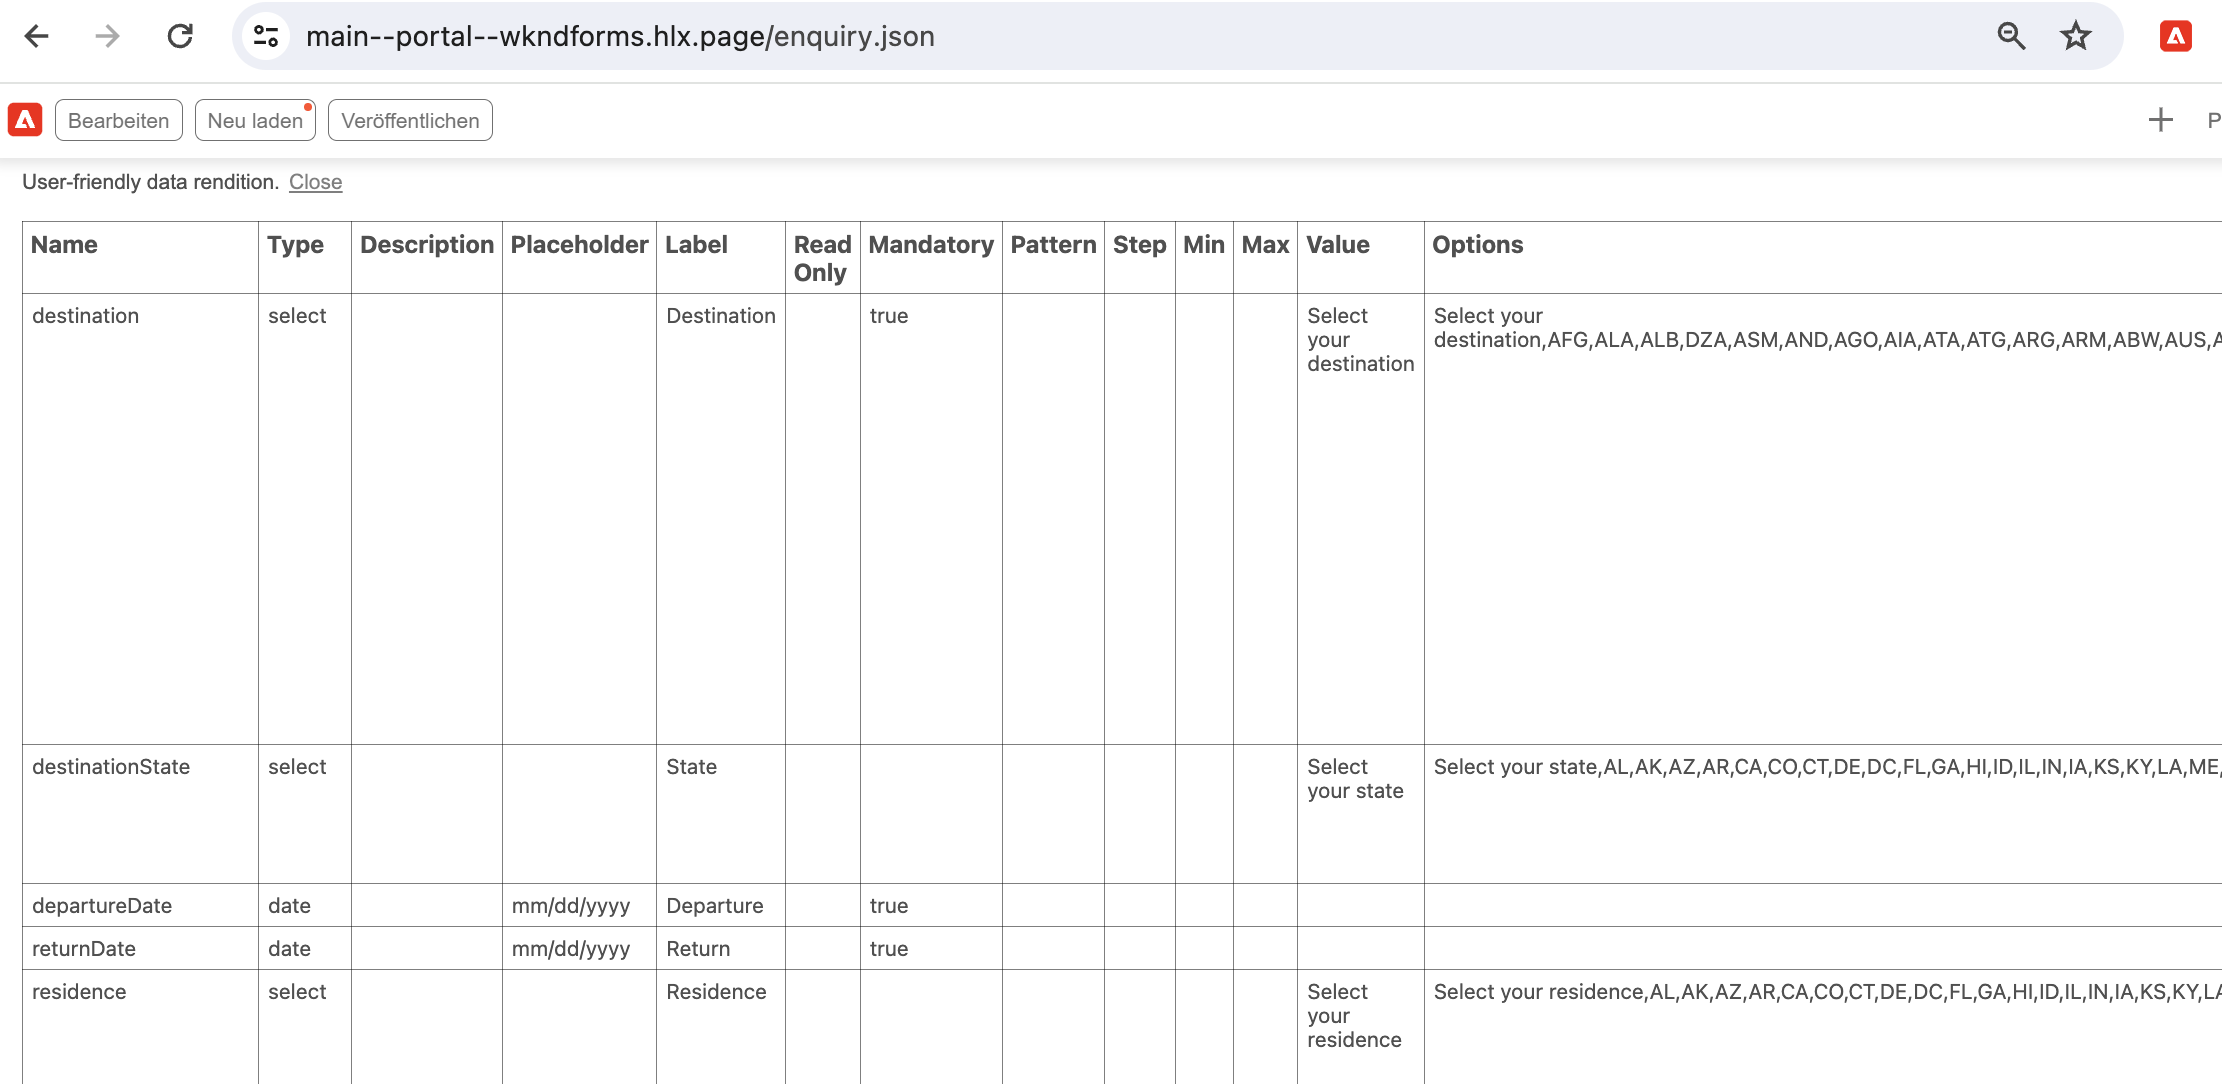 main--portal--wkndforms.hlx.page/enquiry.json
Bearbeiten Neu laden Veröffentlichen P
User-friendly data rendition. Close
Name Type Description Placeholder Label Read Only Mandatory Pattern Step Min Max Value Options
destination select Destination true Select your destination Select your
destination,AFG,ALA,ALB,DZA,ASM,AND,AGO,AIA,ATA,ATG,ARG,ARM,ABW,AUS,
destinationState select State Select your state Select your state,AL,AK,AZ,AR,CA,CO,CT,DE,DC,FL,GA,HI,ID,IL,IN,IA,KS,KY,LA,ME,
departureDate date mm/dd/yyyy Departure true
returnDate date mm/dd/yyyy Return true
residence select Residence Select your residence Select your residence,AL,AK,AZ,AR,CA,CO,CT,DE,DC,FL,GA,HI,ID,IL,IN,IA,KS,KY,LA